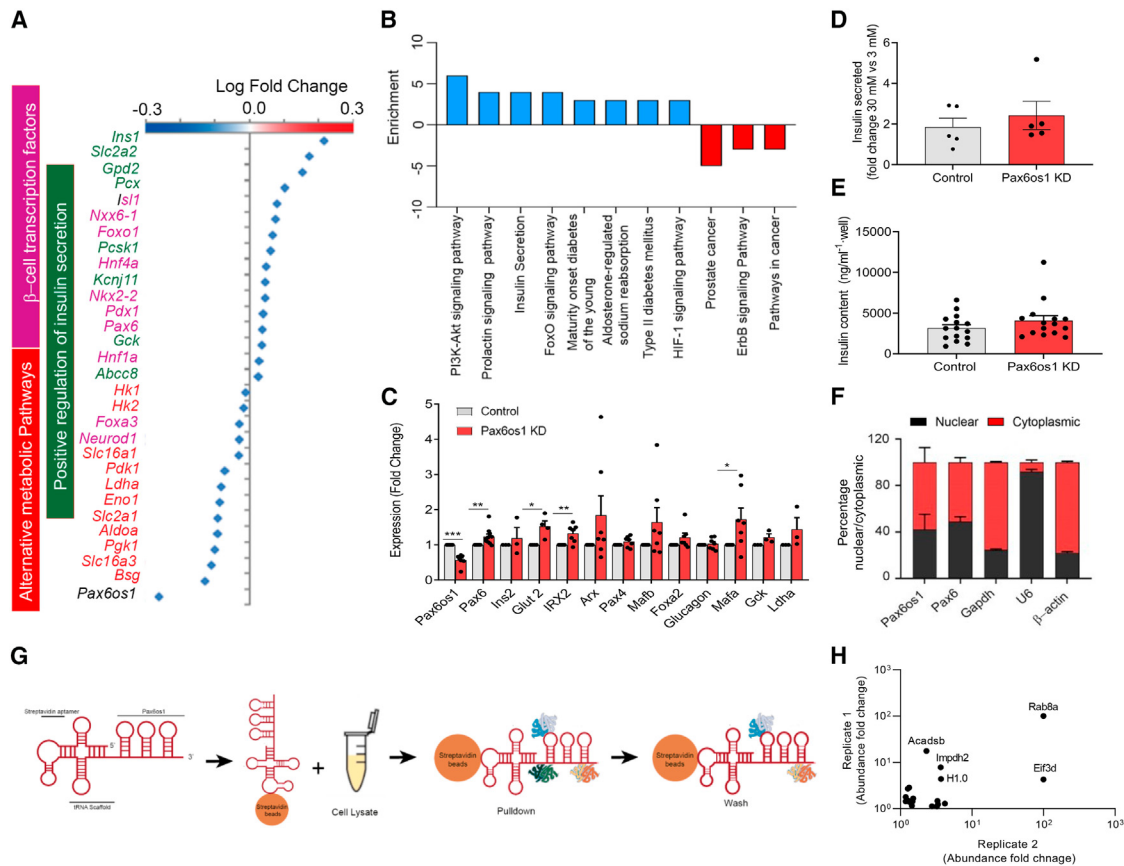 A
Log Fold Change
-0.3
0.0
0.3
β–cell transcription factors
Positive regulation of insulin secretion
Alternative metabolic Pathways
Ins1
Slc2a2
Gpd2
Pcx
Isl1
Nxx6-1
Foxo1
Pcsk1
Hnf4a
Kcnj11
Nkx2-2
Pdx1
Pax6
Gck
Hnf1a
Abcc8
Hk1
Hk2
Foxa3
Neurod1
Slc16a1
Pdk1
Ldha
Eno1
Slc2a1
Aldoa
Pgk1
Slc16a3
Bsg
Pax6os1
B
Enrichment
10
5
0
-5
-10
PI3K-Akt signaling pathway
Prolactin signaling pathway
Insulin Secretion
FoxO signaling pathway
Maturity onset diabetes
of the young
Aldosterone-regulated
sodium reabsorption
Type II diabetes mellitus
HIF-1 signaling pathway
Prostate cancer
ErbB Signaling Pathway
Pathways in cancer
C
Expression (Fold Change)
5
4
3
2
1
0
Control
Pax6os1 KD
***
**
*
**
*
Pax6os1
Pax6
Ins2
Glut 2
IRX2
Arx
Pax4
Mafb
Foxa2
Glucagon
Mafa
Gck
Ldha
D
Insulin secreted
(fold change 30 mM vs 3 mM)
6
4
2
0
Control
Pax6os1 KD
E
Insulin content (ng/ml⁻¹·well)
15000
10000
5000
0
Control
Pax6os1 KD
F
Nuclear
Cytoplasmic
Percentage
nuclear/cytoplasmic
120
80
40
0
Pax6os1
Pax6
Gapdh
U6
β-actin
G
Streptavidin aptamer
Pax6os1
5'
3'
tRNA Scaffold
Streptavidin
beads
+
Cell Lysate
Streptavidin
beads
Pulldown
Streptavidin
beads
Wash
H
Replicate 1
(Abundance fold change)
10³
10²
10¹
10⁰
Rab8a
Acadsb
Impdh2
H1.0
Eif3d
10⁰
10¹
10²
10³
Replicate 2
(Abundance fold chnage)